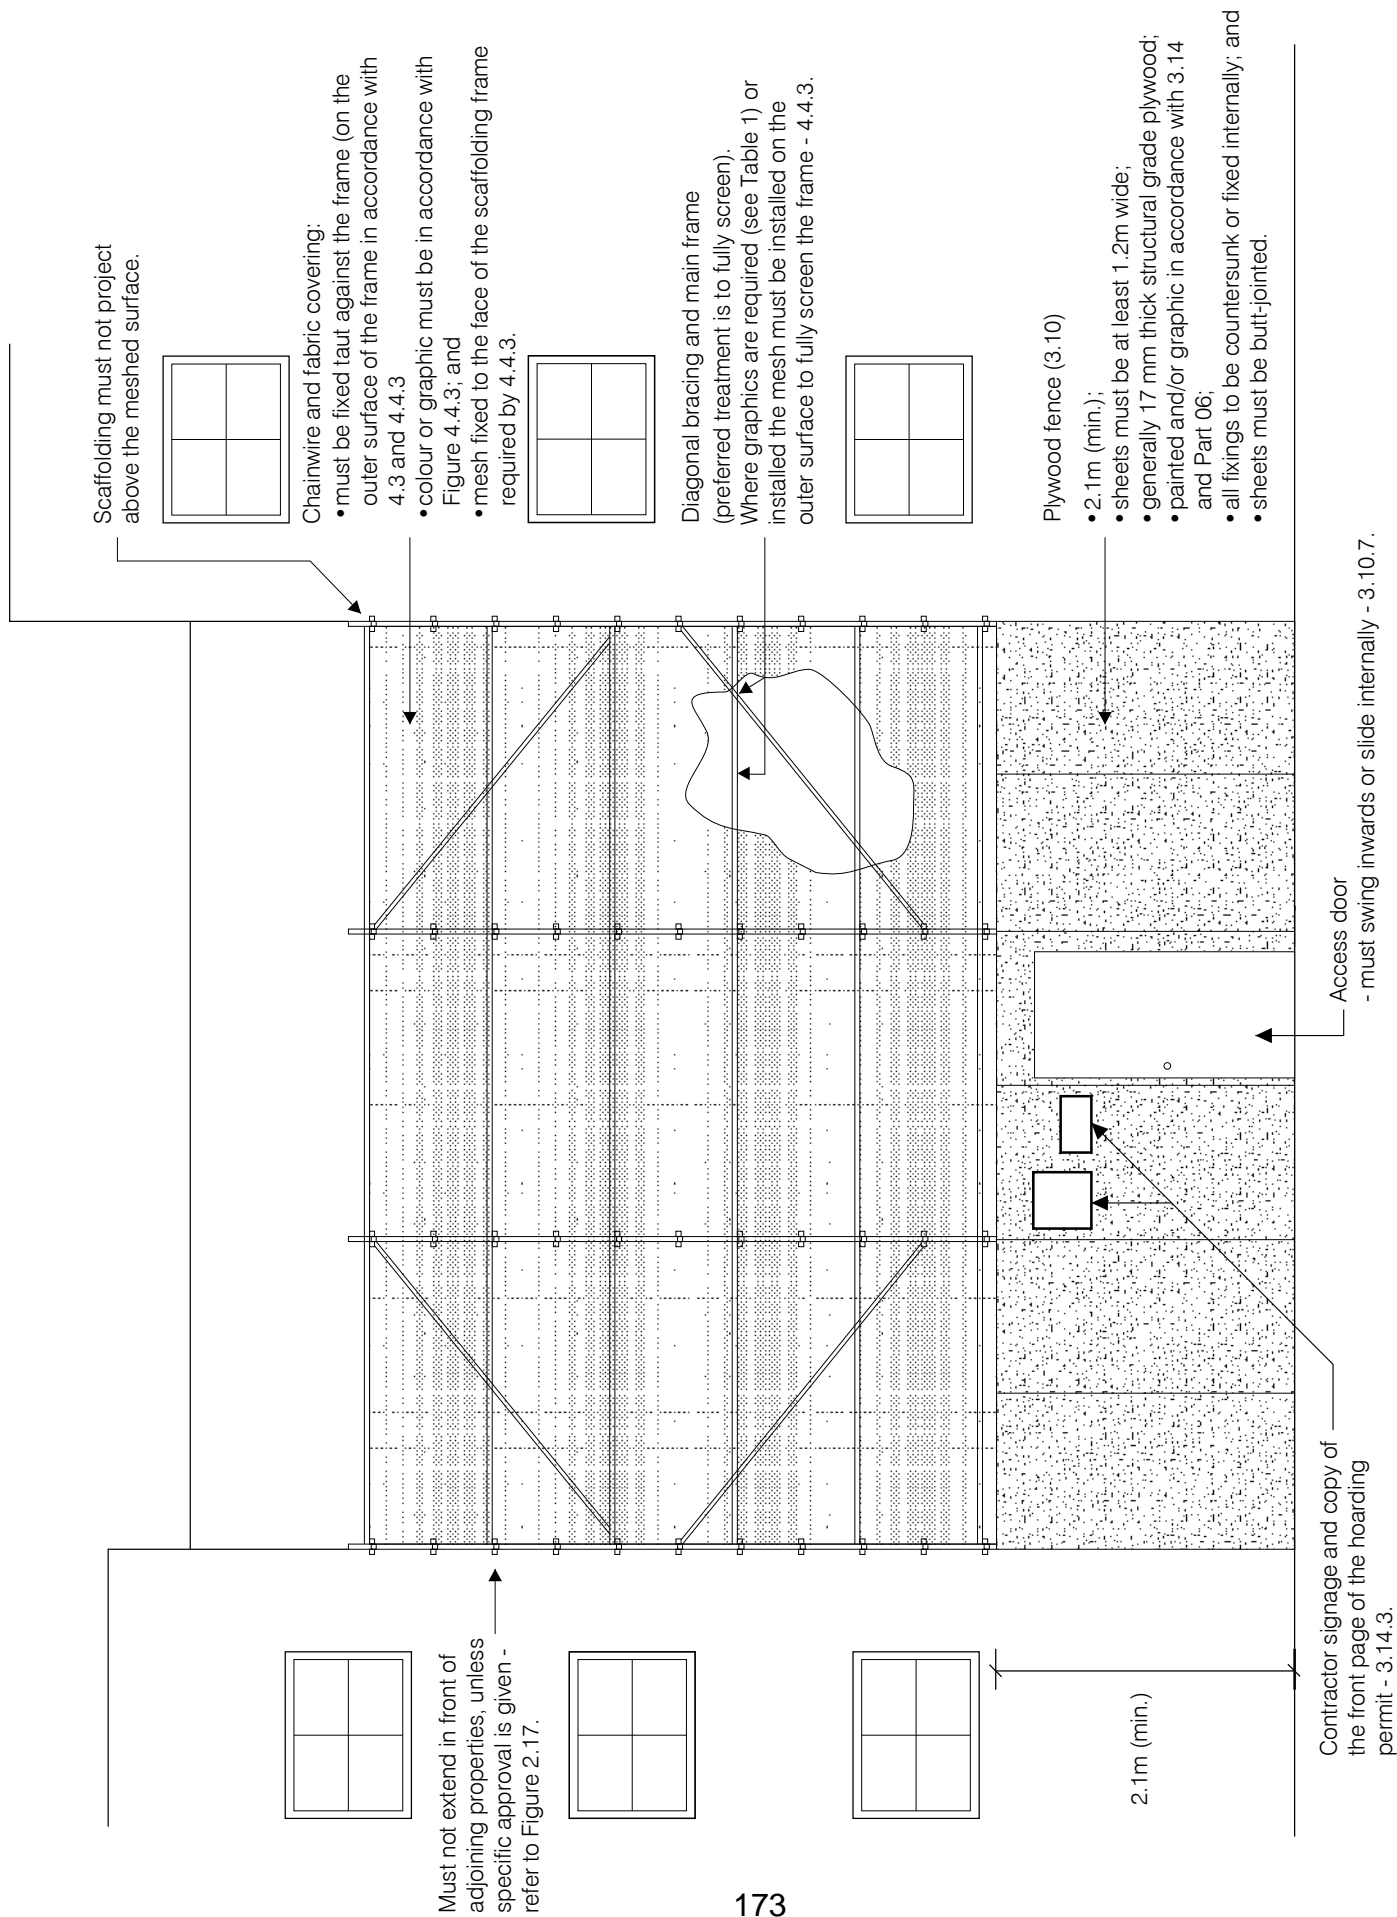 Scaffolding must not project
above the meshed surface.
Chainwire and fabric covering:
• must be fixed taut against the frame (on the
outer surface of the frame in accordance with
4.3 and 4.4.3
• colour or graphic must be in accordance with
Figure 4.4.3; and
• mesh fixed to the face of the scaffolding frame
required by 4.4.3.
Diagonal bracing and main frame
(preferred treatment is to fully screen).
Where graphics are required (see Table 1) or
installed the mesh must be installed on the
outer surface to fully screen the frame - 4.4.3.
Plywood fence (3.10)
• 2.1m (min.);
• sheets must be at least 1.2m wide;
• generally 17 mm thick structural grade plywood;
• painted and/or graphic in accordance with 3.14
and Part 06;
• all fixings to be countersunk or fixed internally; and
• sheets must be butt-jointed.
Access door
- must swing inwards or slide internally - 3.10.7.
Must not extend in front of
adjoining properties, unless
specific approval is given -
refer to Figure 2.17.
2.1m (min.)
Contractor signage and copy of
the front page of the hoarding
permit - 3.14.3.
173